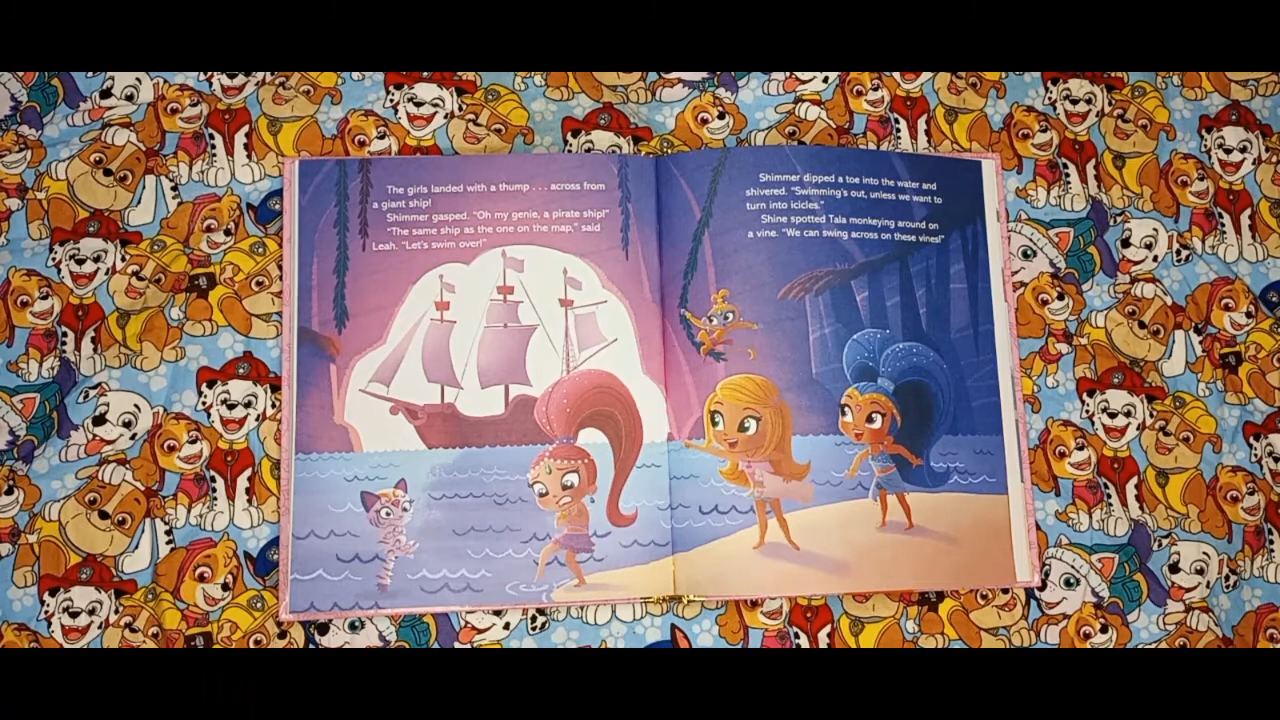 The girls landed with a thump . . . across from
a giant ship!
Shimmer gasped. “Oh my genie, a pirate ship!”
“The same ship as the one on the map,” said
Leah. “Let’s swim over!”
Shimmer dipped a toe into the water and
shivered. “Swimming’s out, unless we want to
turn into icicles.”
Shine spotted Tala monkeying around on
a vine. “We can swing across on these vines!”